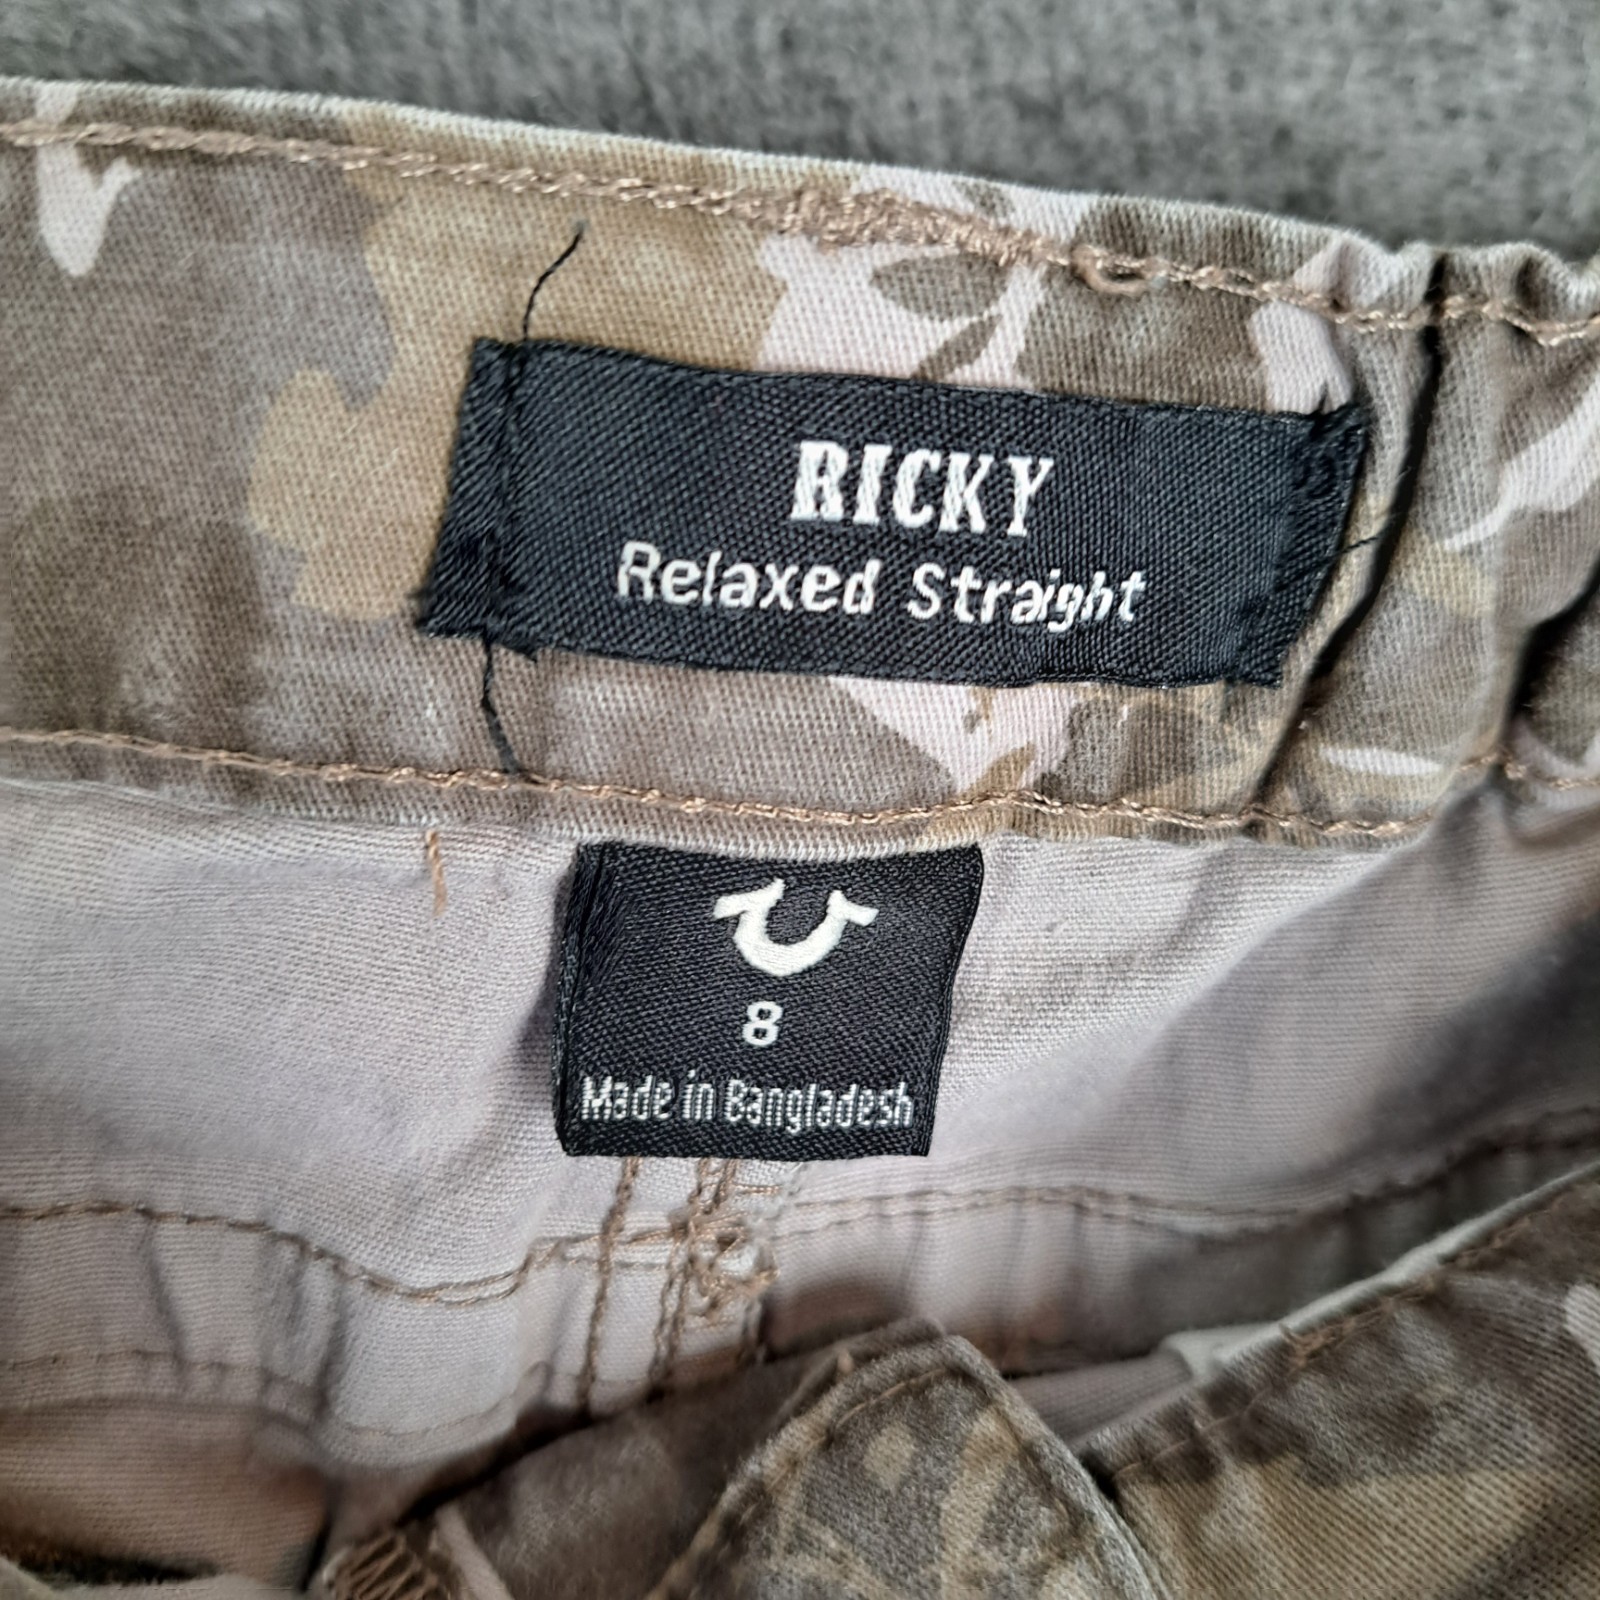 RICKY
Relaxed Straight
8
Made in Bangladesh